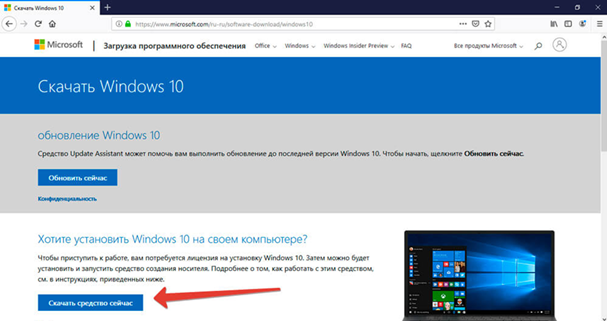 Скачать Windows 10
https://www.microsoft.com/ru-ru/software-download/windows10
Microsoft
Загрузка программного обеспечения
Office
Windows
Windows Insider Preview
FAQ
Все продукты Microsoft
Скачать Windows 10
обновление Windows 10
Средство Update Assistant может помочь вам выполнить обновление до последней версии Windows 10. Чтобы начать, щелкните Обновить сейчас.
Обновить сейчас
Конфиденциальность
Хотите установить Windows 10 на своем компьютере?
Чтобы приступить к работе, вам потребуется лицензия на установку Windows 10. Затем можно будет
установить и запустить средство создания носителя. Подробнее о том, как работать с этим средством,
см. в инструкциях, приведенных ниже.
Скачать средство сейчас